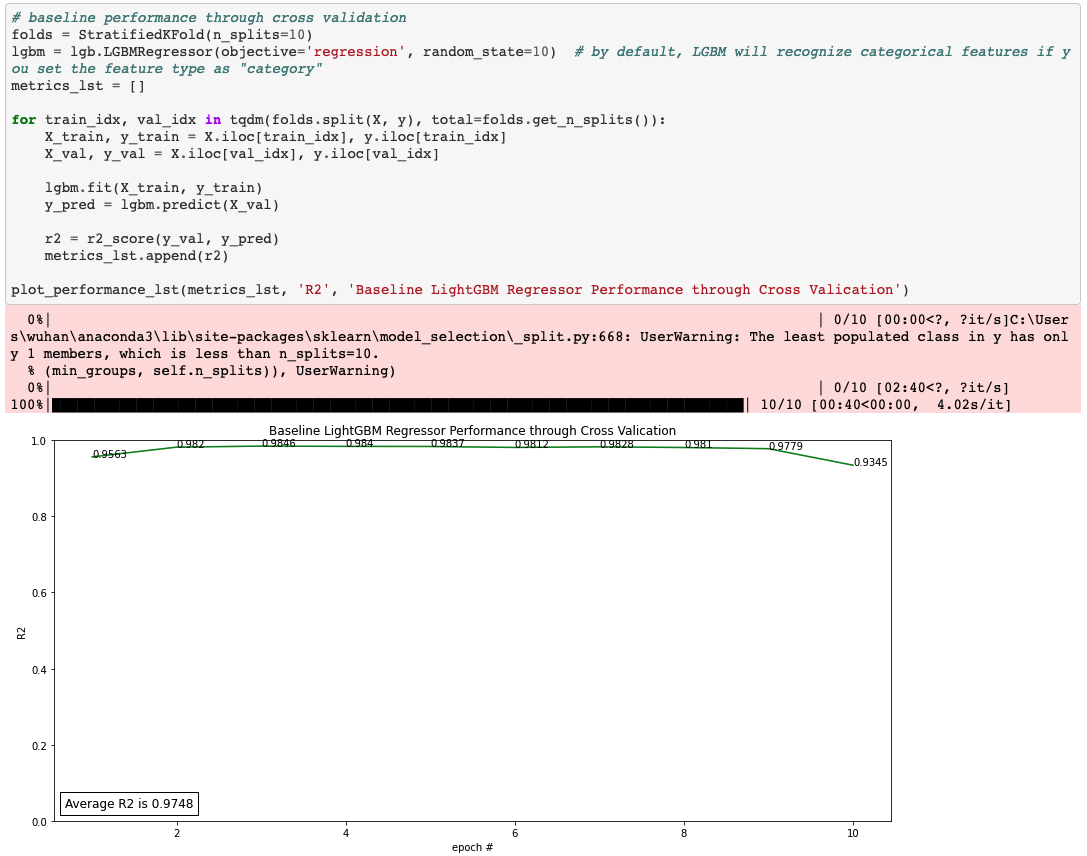 # baseline performance through cross validation
folds = StratifiedKFold(n_splits=10)
lgbm = lgb.LGBMRegressor(objective='regression', random_state=10)  # by default, LGBM will recognize categorical features if y
ou set the feature type as "category"
metrics_lst = []
for train_idx, val_idx in tqdm(folds.split(X, y), total=folds.get_n_splits()):
    X_train, y_train = X.iloc[train_idx], y.iloc[train_idx]
    X_val, y_val = X.iloc[val_idx], y.iloc[val_idx]
    lgbm.fit(X_train, y_train)
    y_pred = lgbm.predict(X_val)
    r2 = r2_score(y_val, y_pred)
    metrics_lst.append(r2)
plot_performance_lst(metrics_lst, 'R2', 'Baseline LightGBM Regressor Performance through Cross Valication')
  0%| | 0/10 [00:00<?, ?it/s]C:\User
s\wuhan\anaconda3\lib\site-packages\sklearn\model_selection\_split.py:668: UserWarning: The least populated class in y has onl
y 1 members, which is less than n_splits=10.
  % (min_groups, self.n_splits)), UserWarning)
  0%| | 0/10 [02:40<?, ?it/s]
100%| | 10/10 [00:40<00:00,  4.02s/it]
Baseline LightGBM Regressor Performance through Cross Valication
1.0
0.9563
0.982
0.9846
0.984
0.9837
0.9812
0.9828
0.981
0.9779
0.9345
0.8
0.6
R2
0.4
0.2
Average R2 is 0.9748
0.0
2 4 6 8 10
epoch #